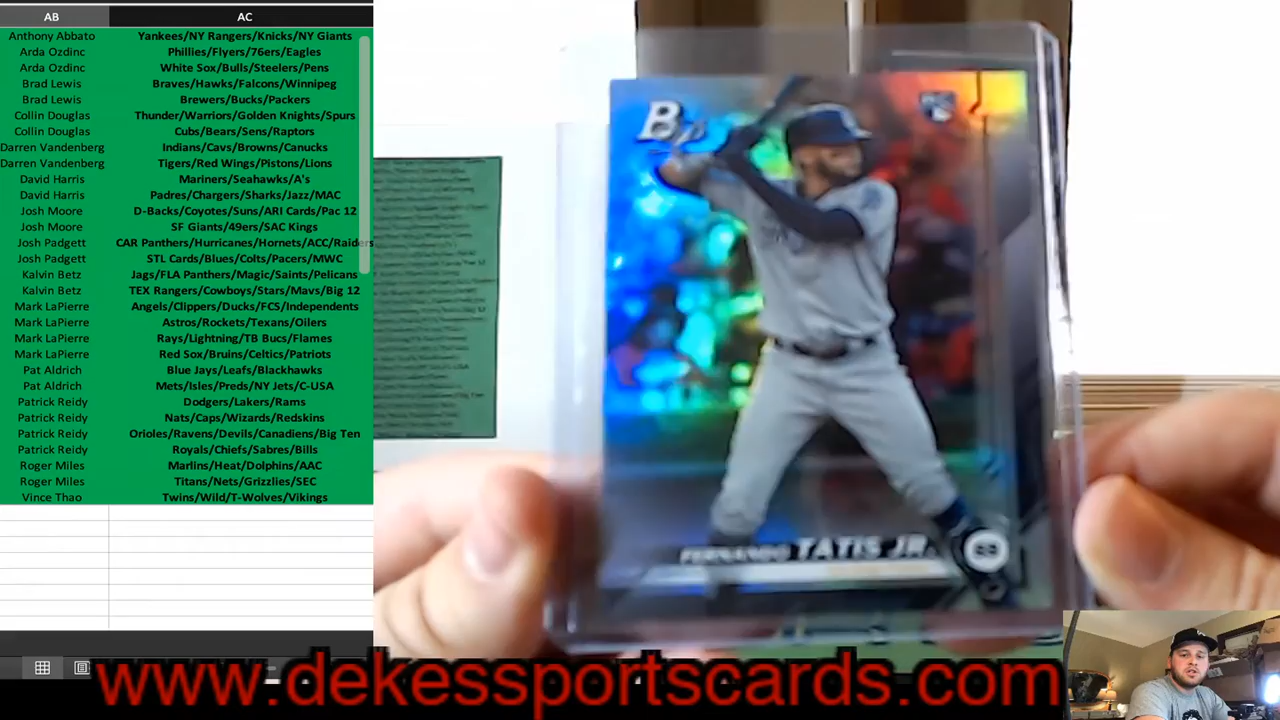 AB AC
Anthony Abbato Yankees/NY Rangers/Knicks/NY Giants
Arda Ozdinc Phillies/Flyers/76ers/Eagles
Arda Ozdinc White Sox/Bulls/Steelers/Pens
Brad Lewis Braves/Hawks/Falcons/Winnipeg
Brad Lewis Brewers/Bucks/Packers
Collin Douglas Thunder/Warriors/Golden Knights/Spurs
Collin Douglas Cubs/Bears/Sens/Raptors
Darren Vandenberg Indians/Cavs/Browns/Canucks
Darren Vandenberg Tigers/Red Wings/Pistons/Lions
David Harris Mariners/Seahawks/A's
David Harris Padres/Chargers/Sharks/Jazz/MAC
Josh Moore D-Backs/Coyotes/Suns/ARI Cards/Pac 12
Josh Moore SF Giants/49ers/SAC Kings
Josh Padgett CAR Panthers/Hurricanes/Hornets/ACC/Raiders
Josh Padgett STL Cards/Blues/Colts/Pacers/MWC
Kalvin Betz Jags/FLA Panthers/Magic/Saints/Pelicans
Kalvin Betz TEX Rangers/Cowboys/Stars/Mavs/Big 12
Mark LaPierre Angels/Clippers/Ducks/FCS/Independents
Mark LaPierre Astros/Rockets/Texans/Oilers
Mark LaPierre Rays/Lightning/TB Bucs/Flames
Mark LaPierre Red Sox/Bruins/Celtics/Patriots
Pat Aldrich Blue Jays/Leafs/Blackhawks
Pat Aldrich Mets/Isles/Preds/NY Jets/C-USA
Patrick Reidy Dodgers/Lakers/Rams
Patrick Reidy Nats/Caps/Wizards/Redskins
Patrick Reidy Orioles/Ravens/Devils/Canadiens/Big Ten
Patrick Reidy Royals/Chiefs/Sabres/Bills
Roger Miles Marlins/Heat/Dolphins/AAC
Roger Miles Titans/Nets/Grizzlies/SEC
Vince Thao Twins/Wild/T-Wolves/Vikings
FERNANDO TATIS JR.
www.dekessportscards.com